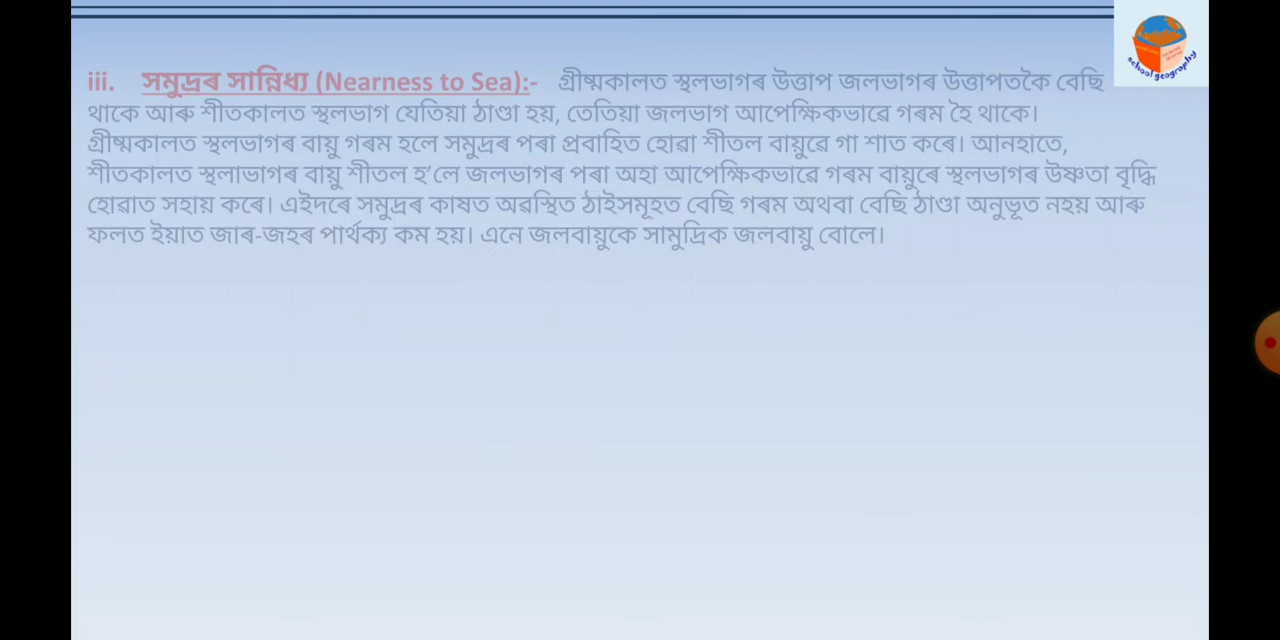 iii. সমুদ্ৰৰ সান্নিধ্য (Nearness to Sea):- গ্ৰীষ্মকালত স্থলভাগৰ উত্তাপ জলভাগৰ উত্তাপতকৈ বেছি
থাকে আৰু শীতকালত স্থলভাগ যেতিয়া ঠাণ্ডা হয়, তেতিয়া জলভাগ আপেক্ষিকভাৱে গৰম হৈ থাকে।
গ্ৰীষ্মকালত স্থলভাগৰ বায়ু গৰম হলে সমুদ্ৰৰ পৰা প্ৰবাহিত হোৱা শীতল বায়ুৱে গা শাত কৰে। আনহাতে,
শীতকালত স্থলাভাগৰ বায়ু শীতল হ’লে জলভাগৰ পৰা অহা আপেক্ষিকভাৱে গৰম বায়ুৰে স্থলভাগৰ উষ্ণতা বৃদ্ধি
হোৱাত সহায় কৰে। এইদৰে সমুদ্ৰৰ কাষত অৱস্থিত ঠাইসমূহত বেছি গৰম অথবা বেছি ঠাণ্ডা অনুভূত নহয় আৰু
ফলত ইয়াত জাৰ-জহৰ পাৰ্থক্য কম হয়। এনে জলবায়ুকে সামুদ্ৰিক জলবায়ু বোলে।
school geography